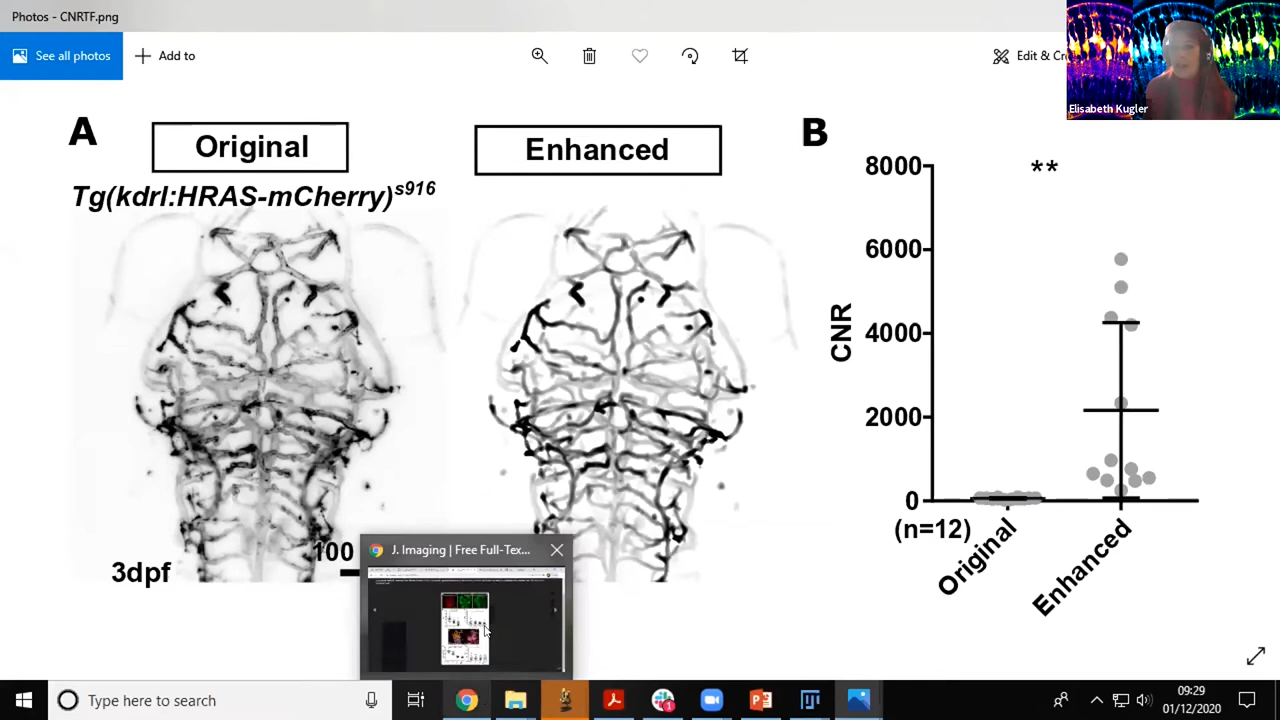 Photos - CNRTF.png
See all photos
Add to
Edit & Cr
Elisabeth Kugler
A
Original
Enhanced
Tg(kdrl:HRAS-mCherry)s916
3dpf
100
B
**
8000
6000
4000
2000
0
CNR
(n=12)
Original
Enhanced
J. Imaging | Free Full-Tex...
Type here to search
1
09:29
01/12/2020